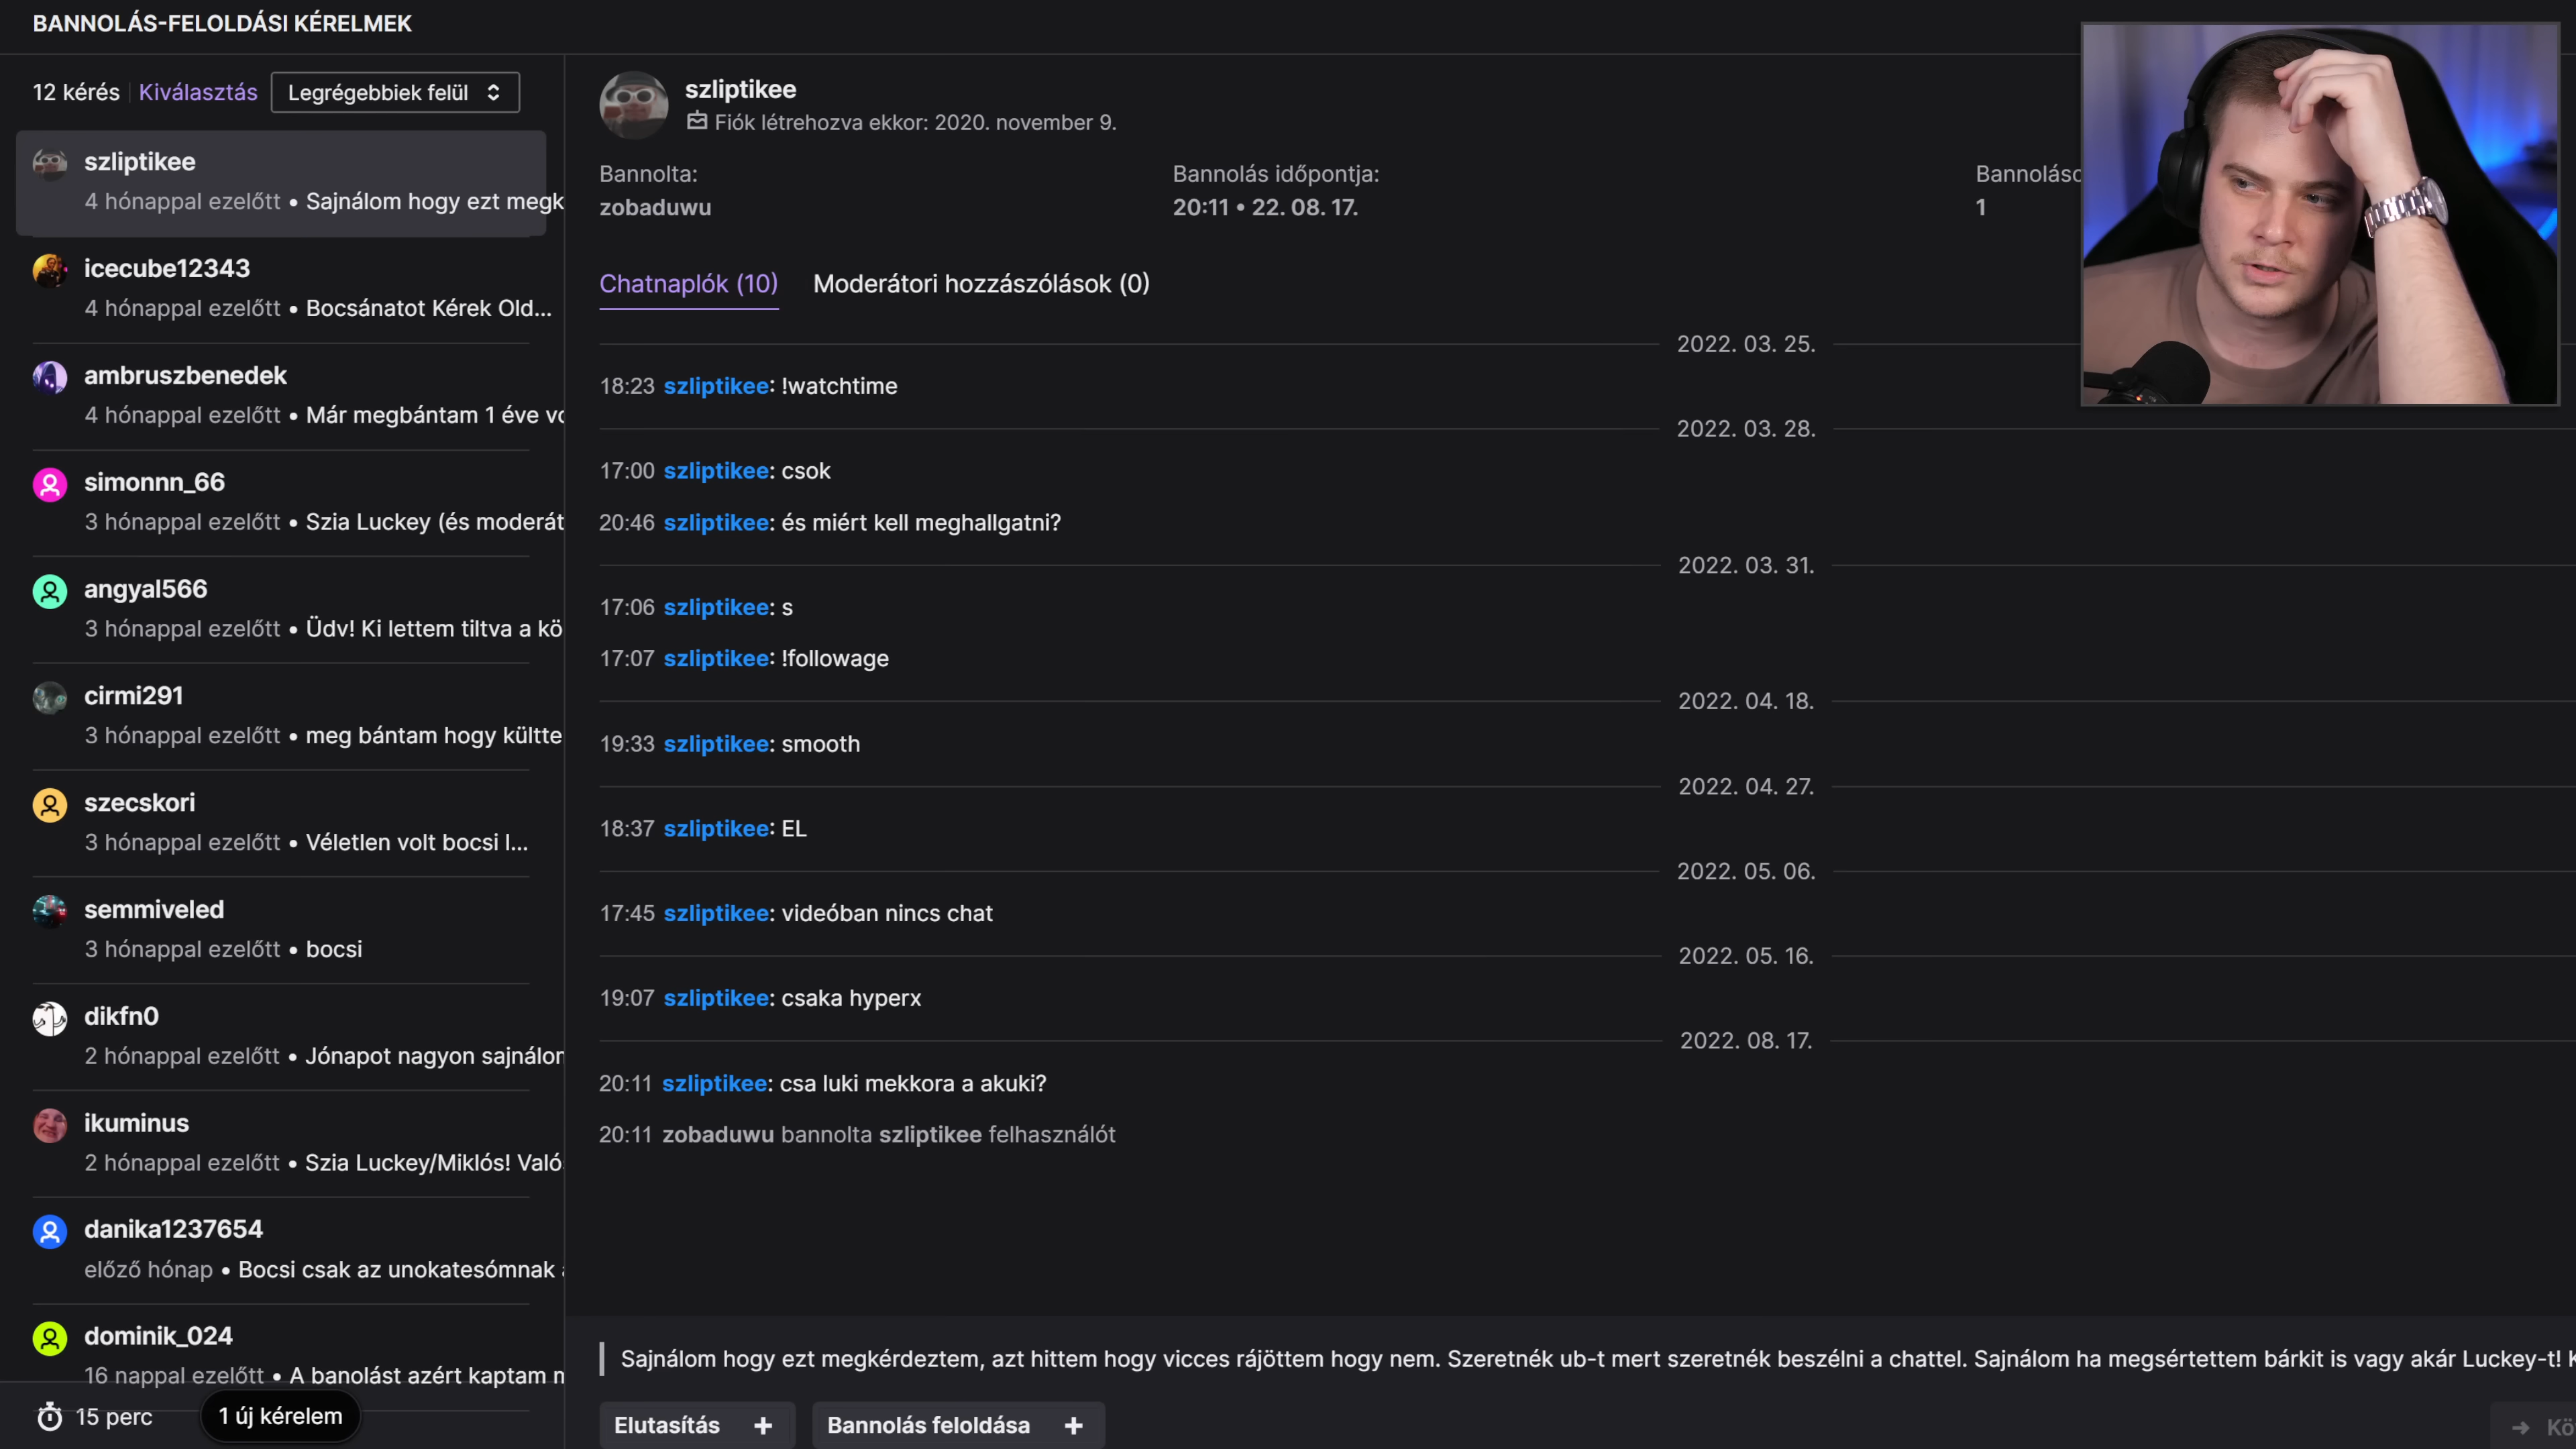 BANNOLÁS-FELOLDÁSI KÉRELMEK
12 kérés
Kiválasztás
Legrégebbiek felül
szliptikee
4 hónappal ezelőtt • Sajnálom hogy ezt megk
icecube12343
4 hónappal ezelőtt • Bocsánatot Kérek Old...
ambruszbenedek
4 hónappal ezelőtt • Már megbántam 1 éve vo
simonnn_66
3 hónappal ezelőtt • Szia Luckey (és moderát
angyal566
3 hónappal ezelőtt • Üdv! Ki lettem tiltva a kö
cirmi291
3 hónappal ezelőtt • meg bántam hogy költte
szecskori
3 hónappal ezelőtt • Véletlen volt bocsi l...
semmiveled
3 hónappal ezelőtt • bocsi
dikfn0
2 hónappal ezelőtt • Jónapot nagyon sajnálom
ikuminus
2 hónappal ezelőtt • Szia Luckey/Miklós! Való
danika1237654
előző hónap • Bocsi csak az unokatesómnak
dominik_024
16 nappal ezelőtt • A banolást azért kaptam
15 perc
1 új kérelem
szliptikee
Fiók létrehozva ekkor: 2020. november 9.
Bannolta:
zobaduwu
Bannolás időpontja:
20:11 • 22. 08. 17.
Bannolásc
1
Chatnaplók (10)
Moderátori hozzászólások (0)
2022. 03. 25.
18:23 szliptikee: !watchtime
2022. 03. 28.
17:00 szliptikee: csok
20:46 szliptikee: és miért kell meghallgatni?
2022. 03. 31.
17:06 szliptikee: s
17:07 szliptikee: !followage
2022. 04. 18.
19:33 szliptikee: smooth
2022. 04. 27.
18:37 szliptikee: EL
2022. 05. 06.
17:45 szliptikee: videóban nincs chat
2022. 05. 16.
19:07 szliptikee: csaka hyperx
2022. 08. 17.
20:11 szliptikee: csa luki mekkora a akuki?
20:11 zobaduwu bannolta szliptikee felhasználót
Sajnálom hogy ezt megkérdeztem, azt hittem hogy vicces rájöttem hogy nem. Szeretnék ub-t mert szeretnék beszélni a chattel. Sajnálom ha megsértettem bárkit is vagy akár Luckey-t! K
Elutasítás +
Bannolás feloldása +
→ Kö